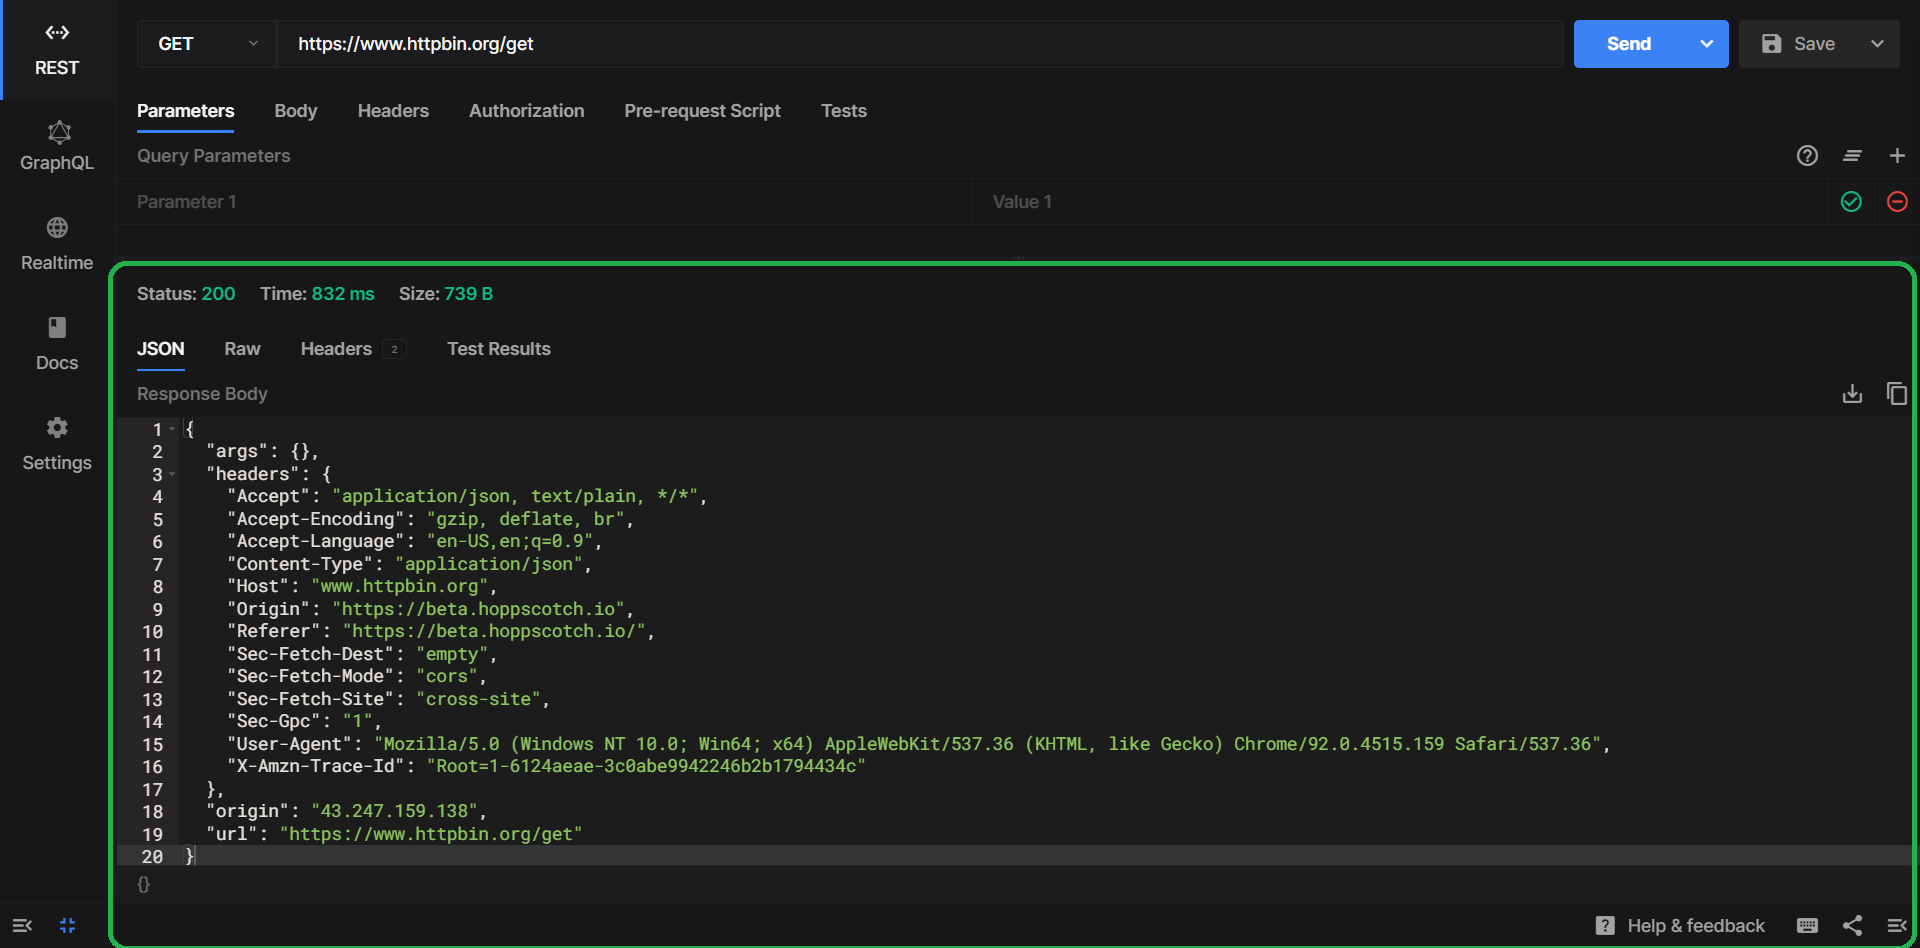 REST
GraphQL
Realtime
Docs
Settings
GET https://www.httpbin.org/get Send Save
Parameters Body Headers Authorization Pre-request Script Tests
Query Parameters
Parameter 1 Value 1
Status: 200 Time: 832 ms Size: 739 B
JSON Raw Headers 2 Test Results
Response Body
1 {
2 "args": {},
3 "headers": {
4 "Accept": "application/json, text/plain, */*",
5 "Accept-Encoding": "gzip, deflate, br",
6 "Accept-Language": "en-US,en;q=0.9",
7 "Content-Type": "application/json",
8 "Host": "www.httpbin.org",
9 "Origin": "https://beta.hoppscotch.io",
10 "Referer": "https://beta.hoppscotch.io/",
11 "Sec-Fetch-Dest": "empty",
12 "Sec-Fetch-Mode": "cors",
13 "Sec-Fetch-Site": "cross-site",
14 "Sec-Gpc": "1",
15 "User-Agent": "Mozilla/5.0 (Windows NT 10.0; Win64; x64) AppleWebKit/537.36 (KHTML, like Gecko) Chrome/92.0.4515.159 Safari/537.36",
16 "X-Amzn-Trace-Id": "Root=1-6124aeae-3c0abe9942246b2b1794434c"
17 },
18 "origin": "43.247.159.138",
19 "url": "https://www.httpbin.org/get"
20 }
{}
Help & feedback